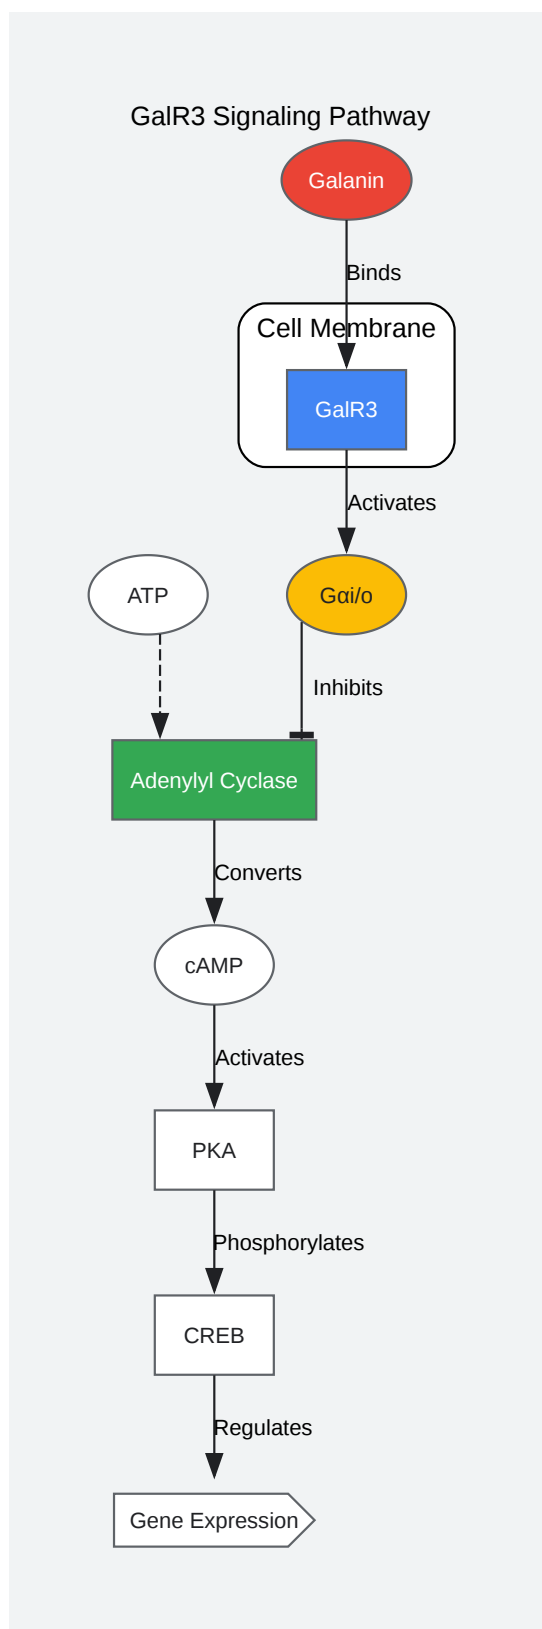 GalR3 Signaling Pathway
Galanin
Binds
Cell Membrane
GalR3
Activates
ATP
Gαi/o
Inhibits
Adenylyl Cyclase
Converts
cAMP
Activates
PKA
Phosphorylates
CREB
Regulates
Gene Expression